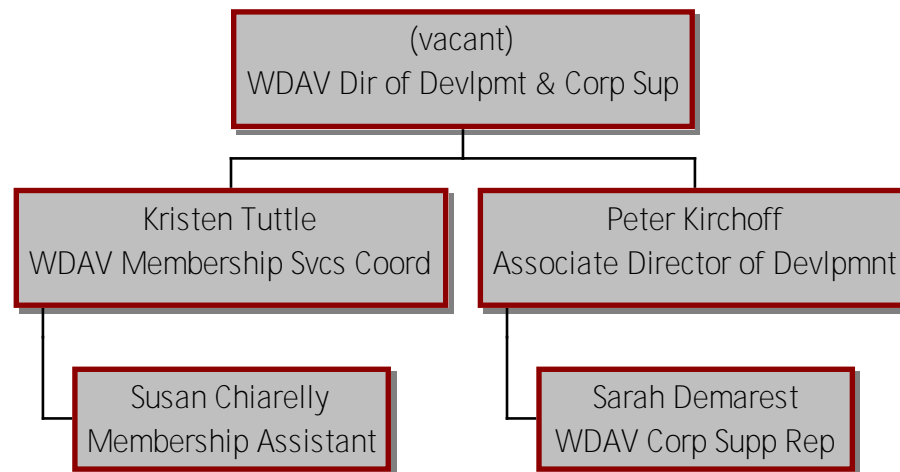 (vacant)
WDAV Dir of Devlpmt & Corp Sup
Kristen Tuttle
WDAV Membership Svcs Coord
Peter Kirchoff
Associate Director of Devlpmnt
Susan Chiarelly
Membership Assistant
Sarah Demarest
WDAV Corp Supp Rep